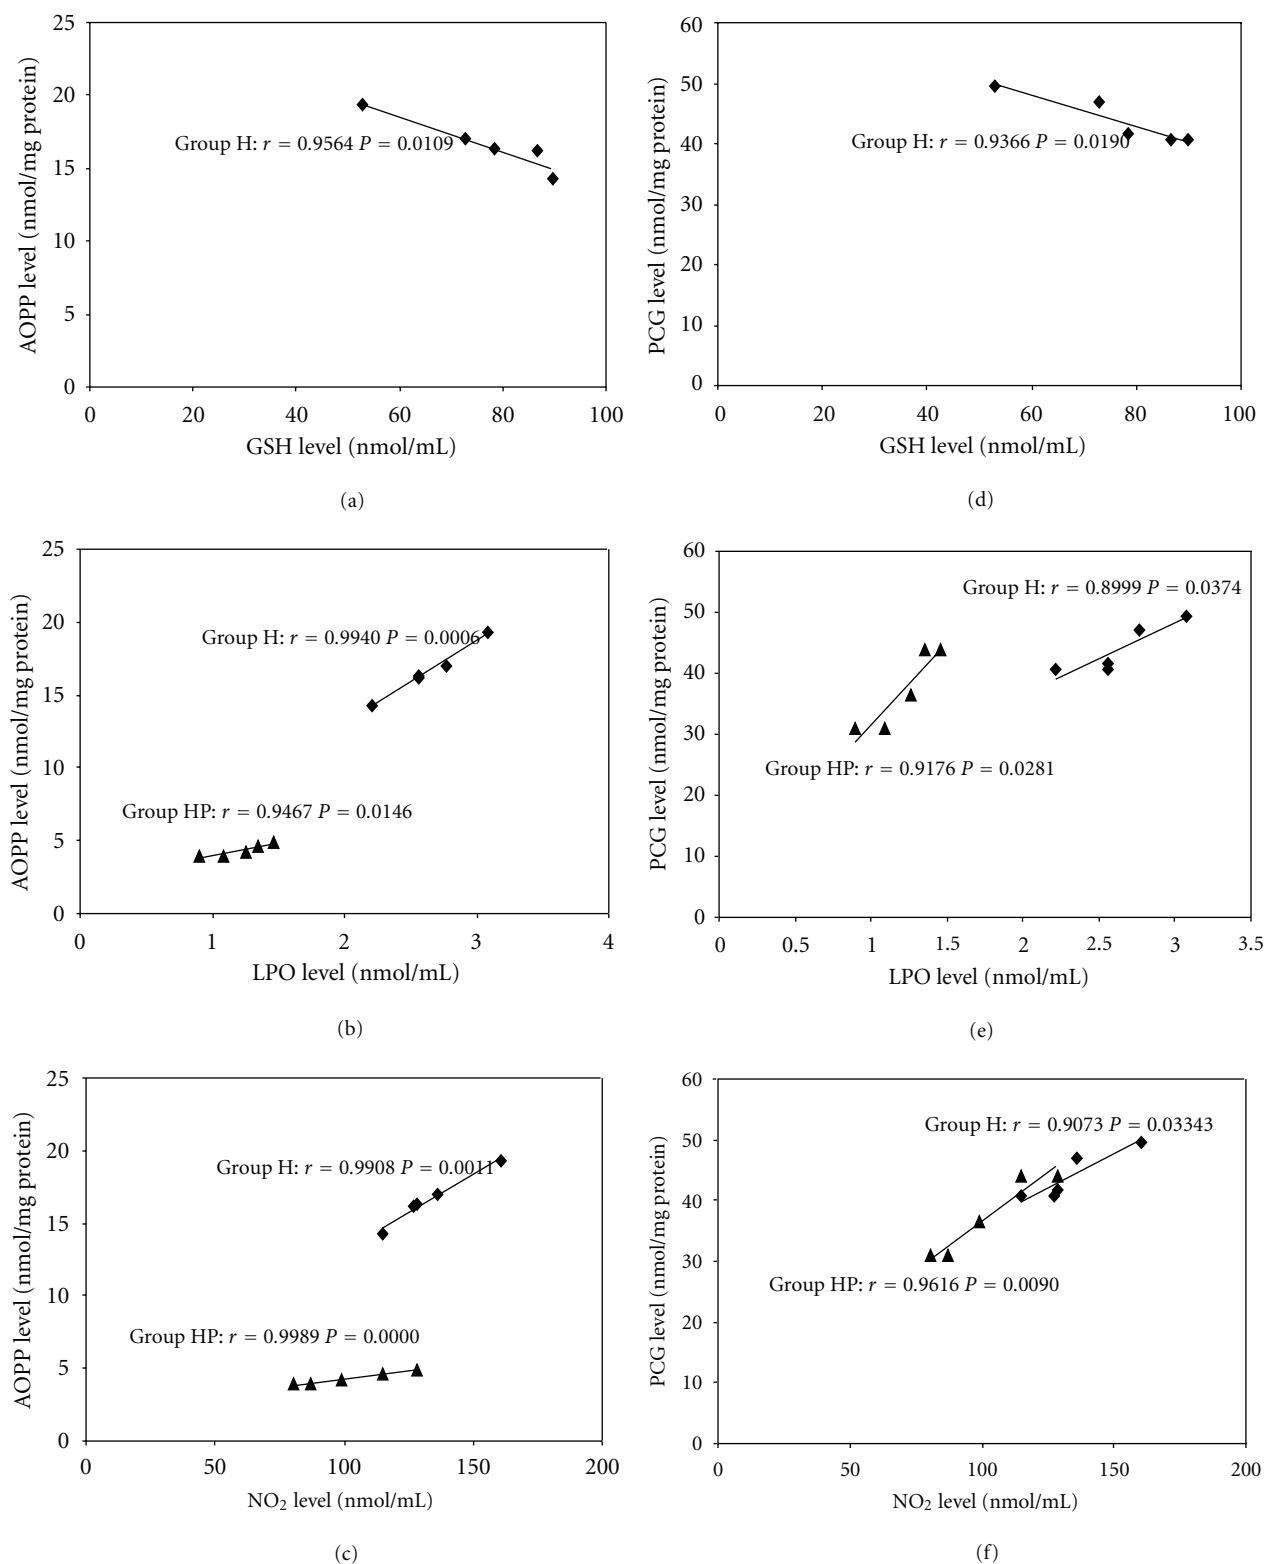 25
20
15
10
5
0
AOPP level (nmol/mg protein)
Group H: r = 0.9564 P = 0.0109
0 20 40 60 80 100
GSH level (nmol/mL)
(a)
60
50
40
30
20
10
0
PCG level (nmol/mg protein)
Group H: r = 0.9366 P = 0.0190
0 20 40 60 80 100
GSH level (nmol/mL)
(d)
25
20
15
10
5
0
AOPP level (nmol/mg protein)
Group H: r = 0.9940 P = 0.0006
Group HP: r = 0.9467 P = 0.0146
0 1 2 3 4
LPO level (nmol/mL)
(b)
60
50
40
30
20
10
0
PCG level (nmol/mg protein)
Group H: r = 0.8999 P = 0.0374
Group HP: r = 0.9176 P = 0.0281
0 0.5 1 1.5 2 2.5 3 3.5
LPO level (nmol/mL)
(e)
25
20
15
10
5
0
AOPP level (nmol/mg protein)
Group H: r = 0.9908 P = 0.0011
Group HP: r = 0.9989 P = 0.0000
0 50 100 150 200
NO₂ level (nmol/mL)
(c)
60
50
40
30
20
10
0
PCG level (nmol/mg protein)
Group H: r = 0.9073 P = 0.03343
Group HP: r = 0.9616 P = 0.0090
0 50 100 150 200
NO₂ level (nmol/mL)
(f)